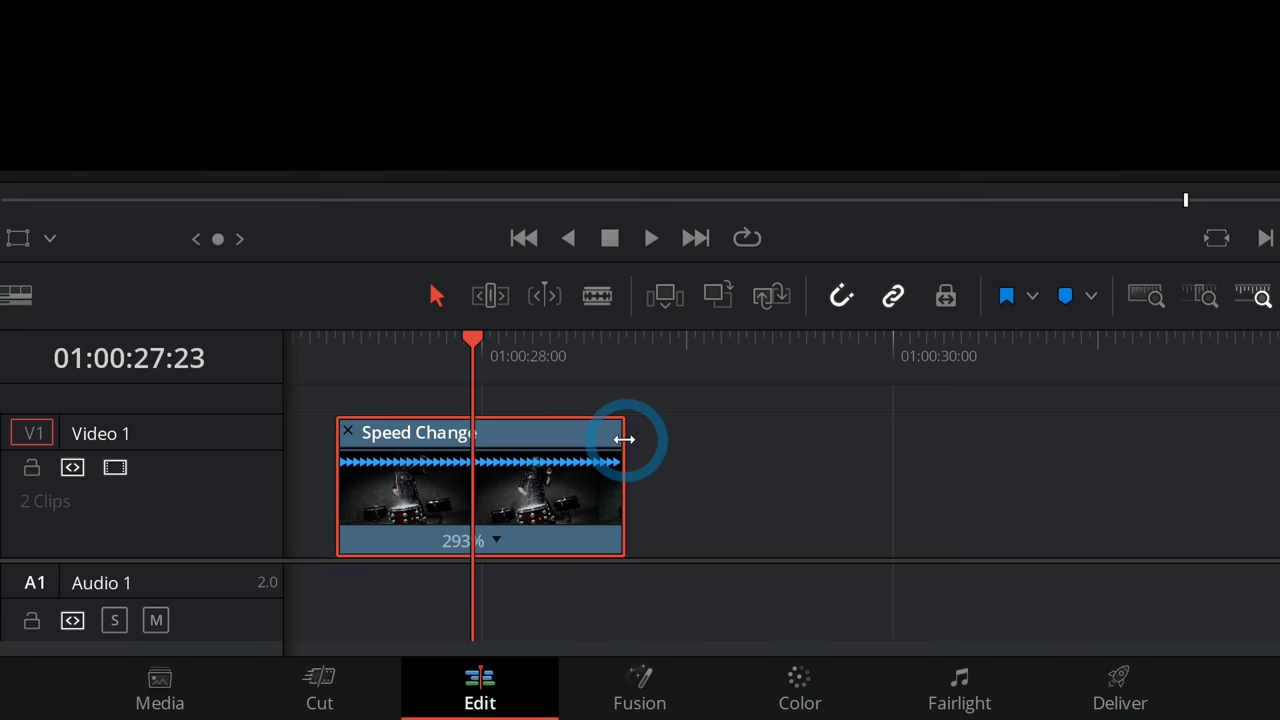 01:00:27:23
01:00:28:00
01:00:30:00
V1 Video 1
2 Clips
× Speed Change
293%
A1 Audio 1 2.0
S M
Media Cut Edit Fusion Color Fairlight Deliver